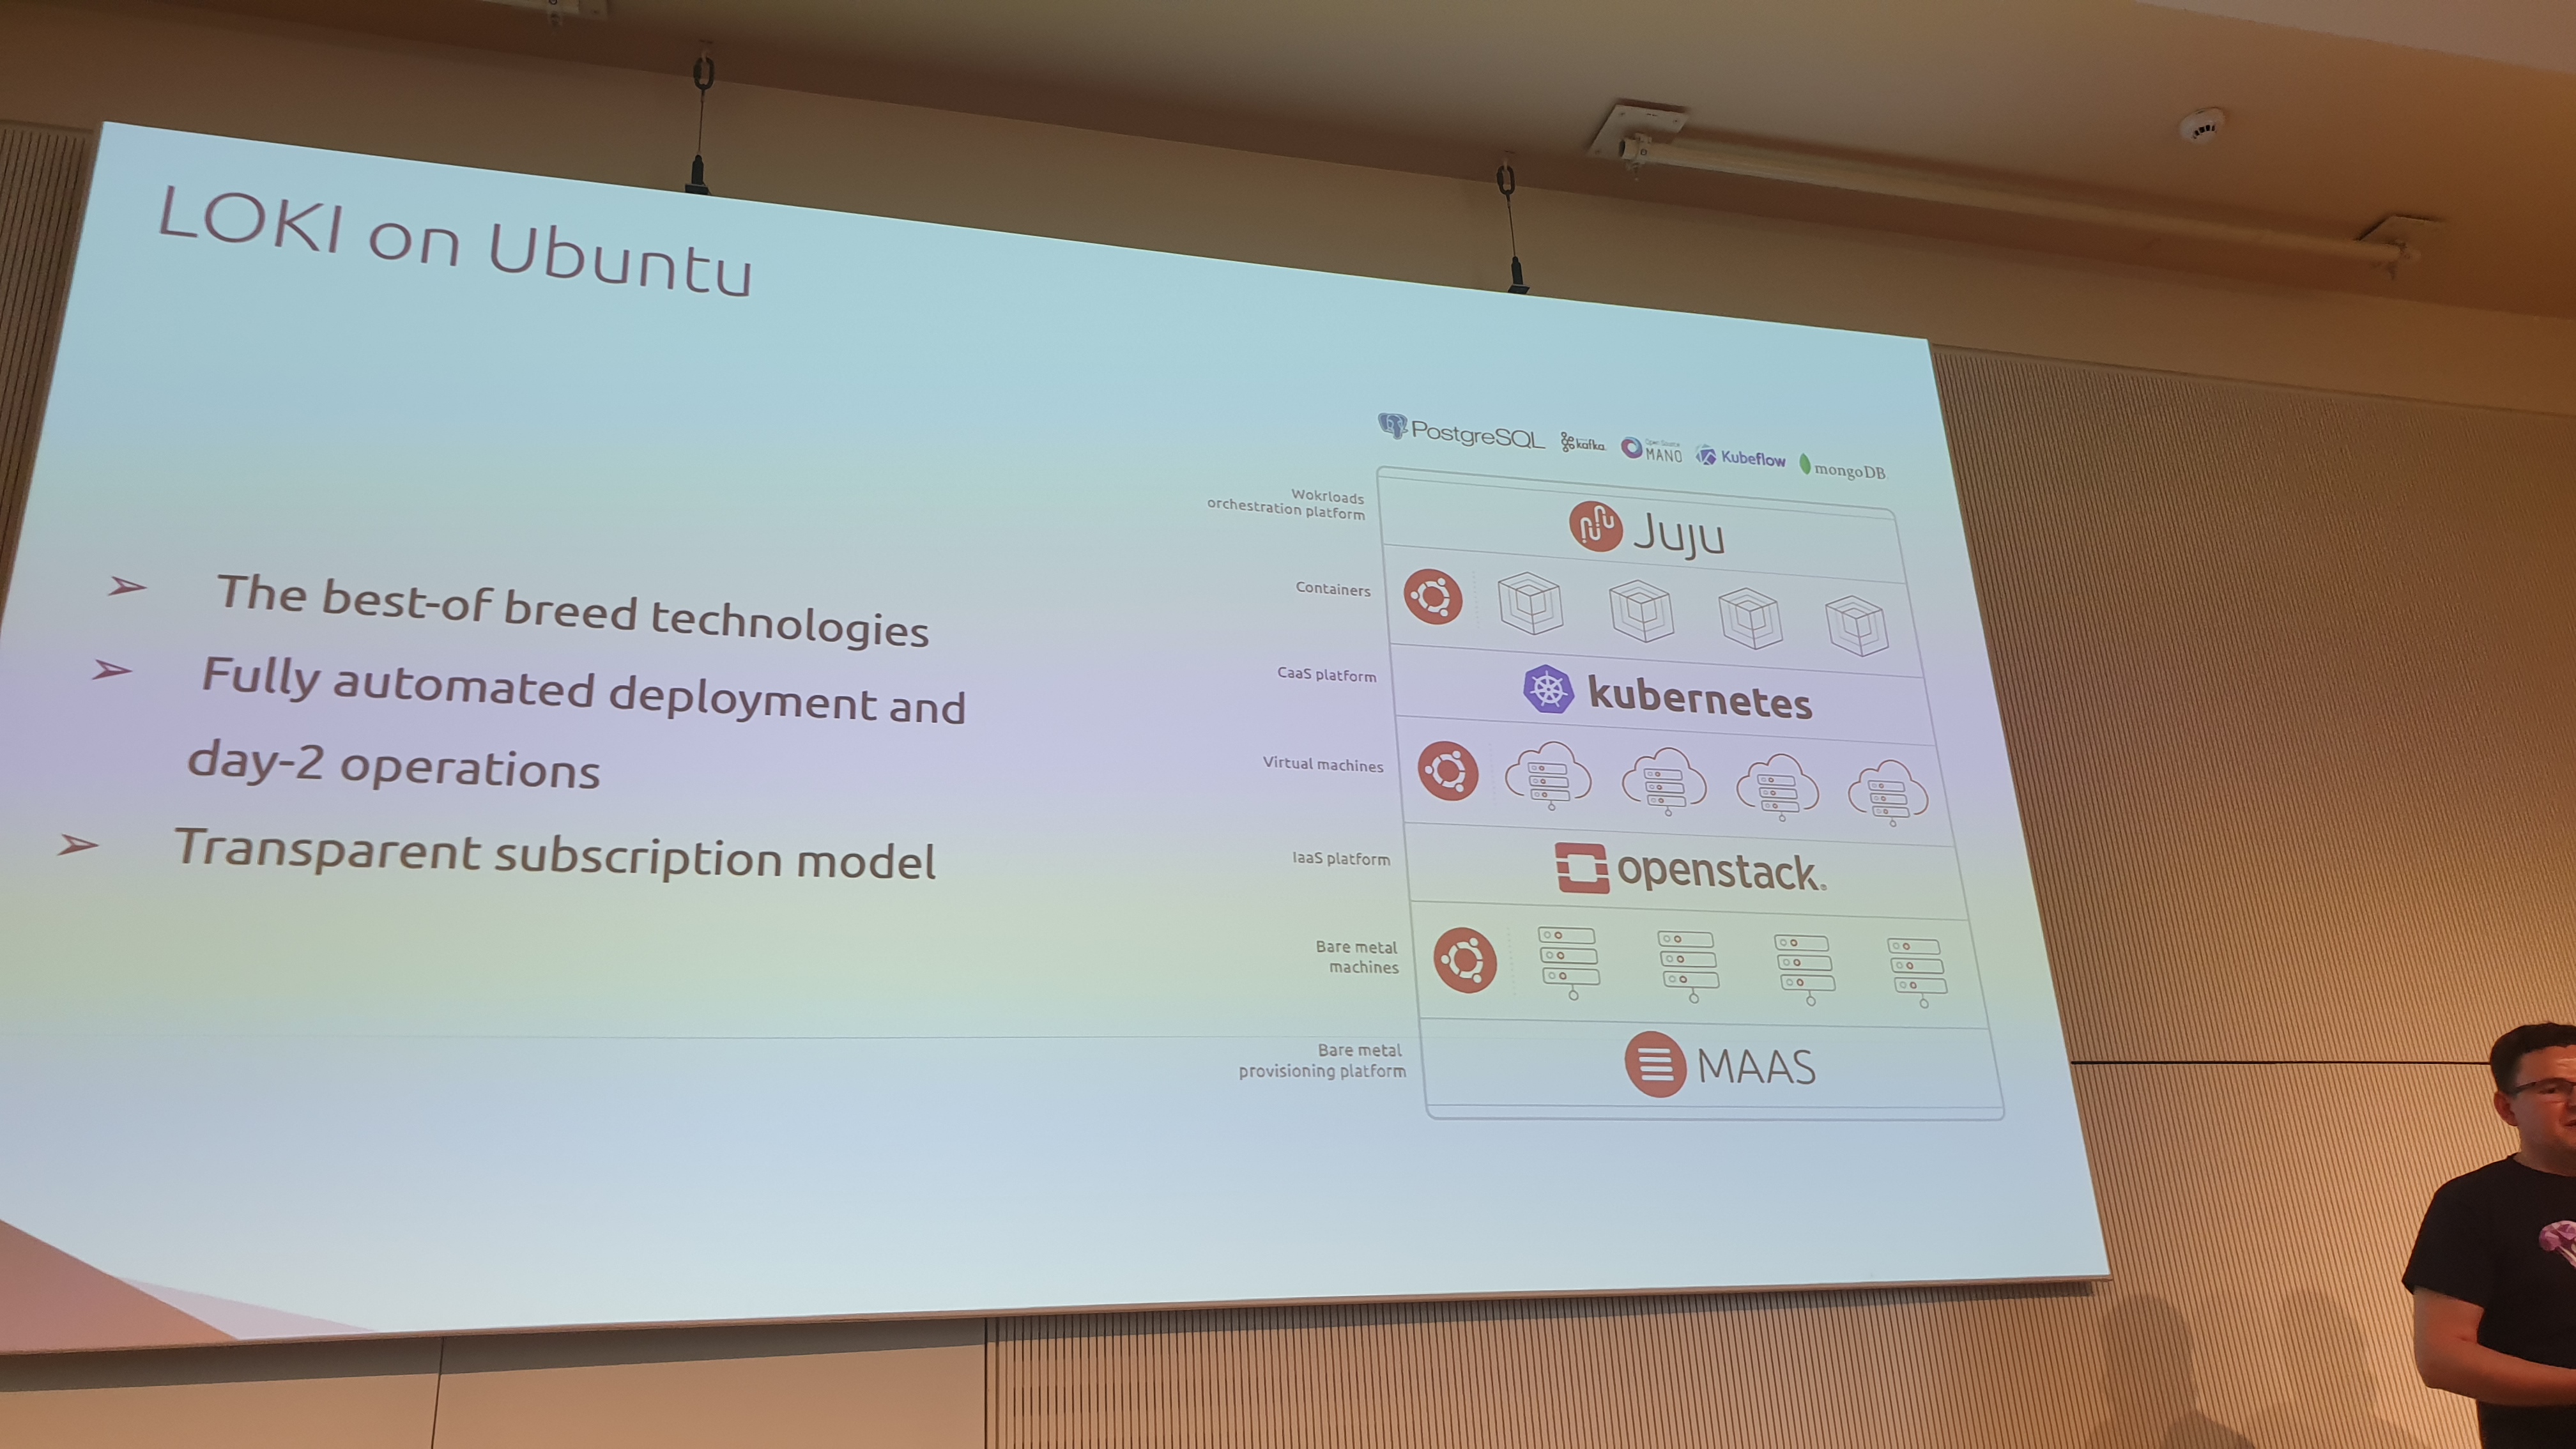 LOKI on Ubuntu
The best-of breed technologies
Fully automated deployment and
day-2 operations
Transparent subscription model
PostgreSQL
kafka
Open Source
MANO
Kubeflow
mongoDB
Wokrloads
orchestration platform
Juju
Containers
CaaS platform
kubernetes
Virtual machines
IaaS platform
openstack.
Bare metal
machines
Bare metal
provisioning platform
MAAS